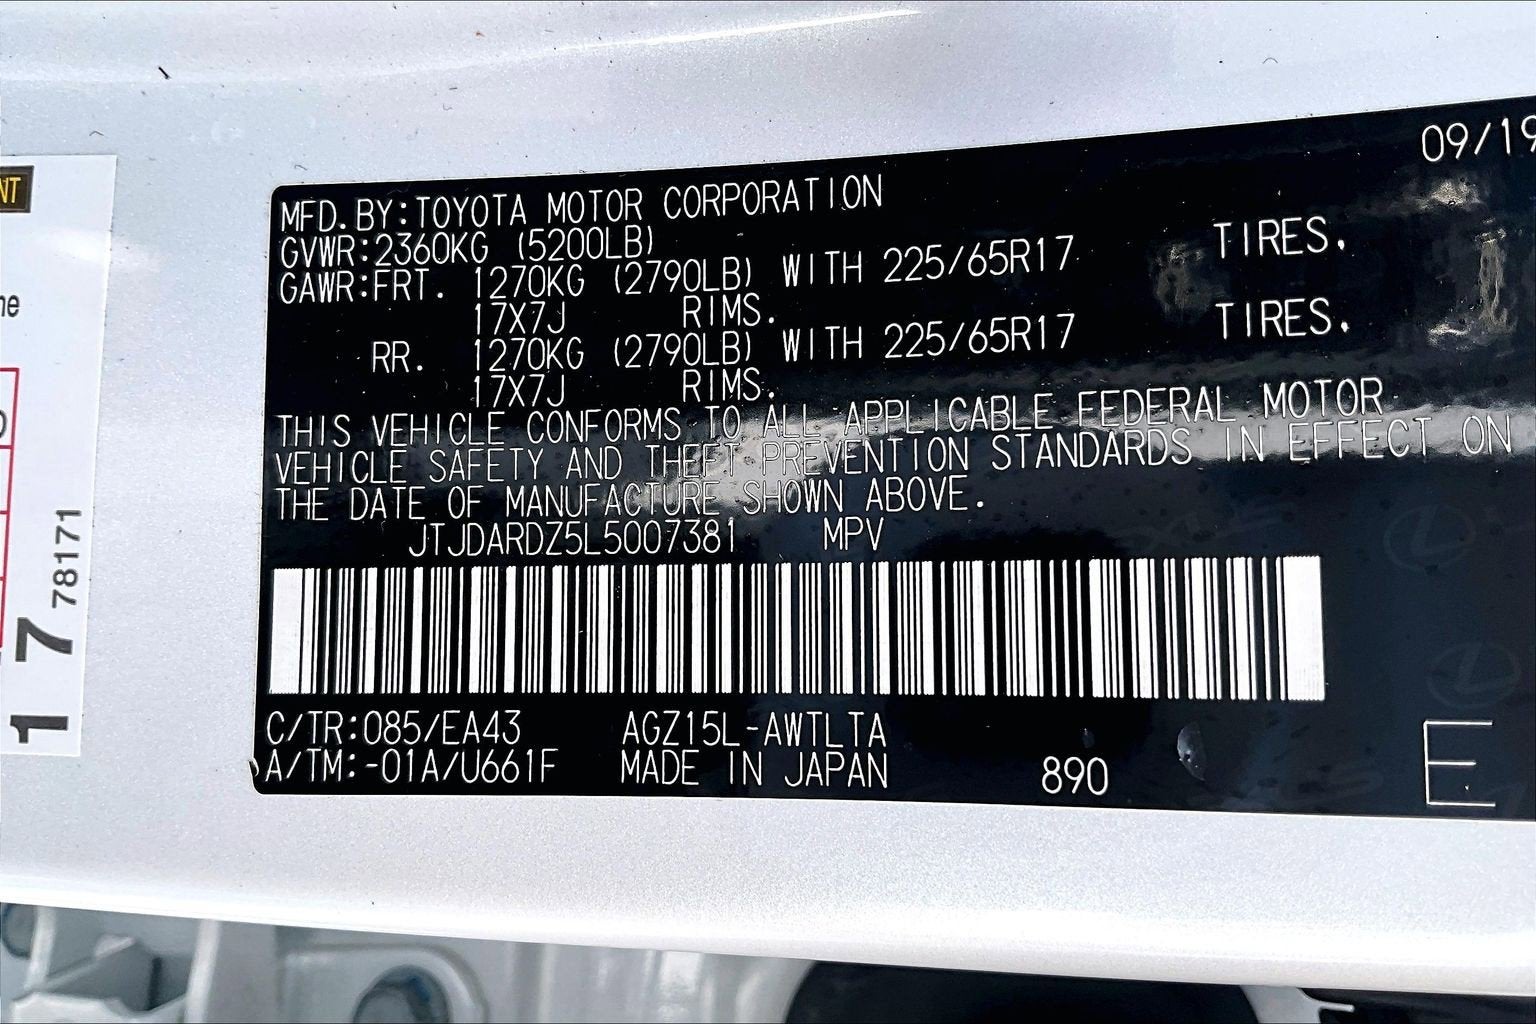 09/19
MFD.BY:TOYOTA MOTOR CORPORATION
GVWR:2360KG (5200LB)
GAWR:FRT. 1270KG (2790LB) WITH 225/65R17 TIRES.
17X7J RIMS.
RR. 1270KG (2790LB) WITH 225/65R17 TIRES.
17X7J RIMS.
THIS VEHICLE CONFORMS TO ALL APPLICABLE FEDERAL MOTOR
VEHICLE SAFETY AND THEFT PREVENTION STANDARDS IN EFFECT ON
THE DATE OF MANUFACTURE SHOWN ABOVE.
JTJDARDZ5L5007381 MPV
C/TR:085/EA43 AGZ15L-AWTLTA
A/TM:-01A/U661F MADE IN JAPAN 890
E
17 78171